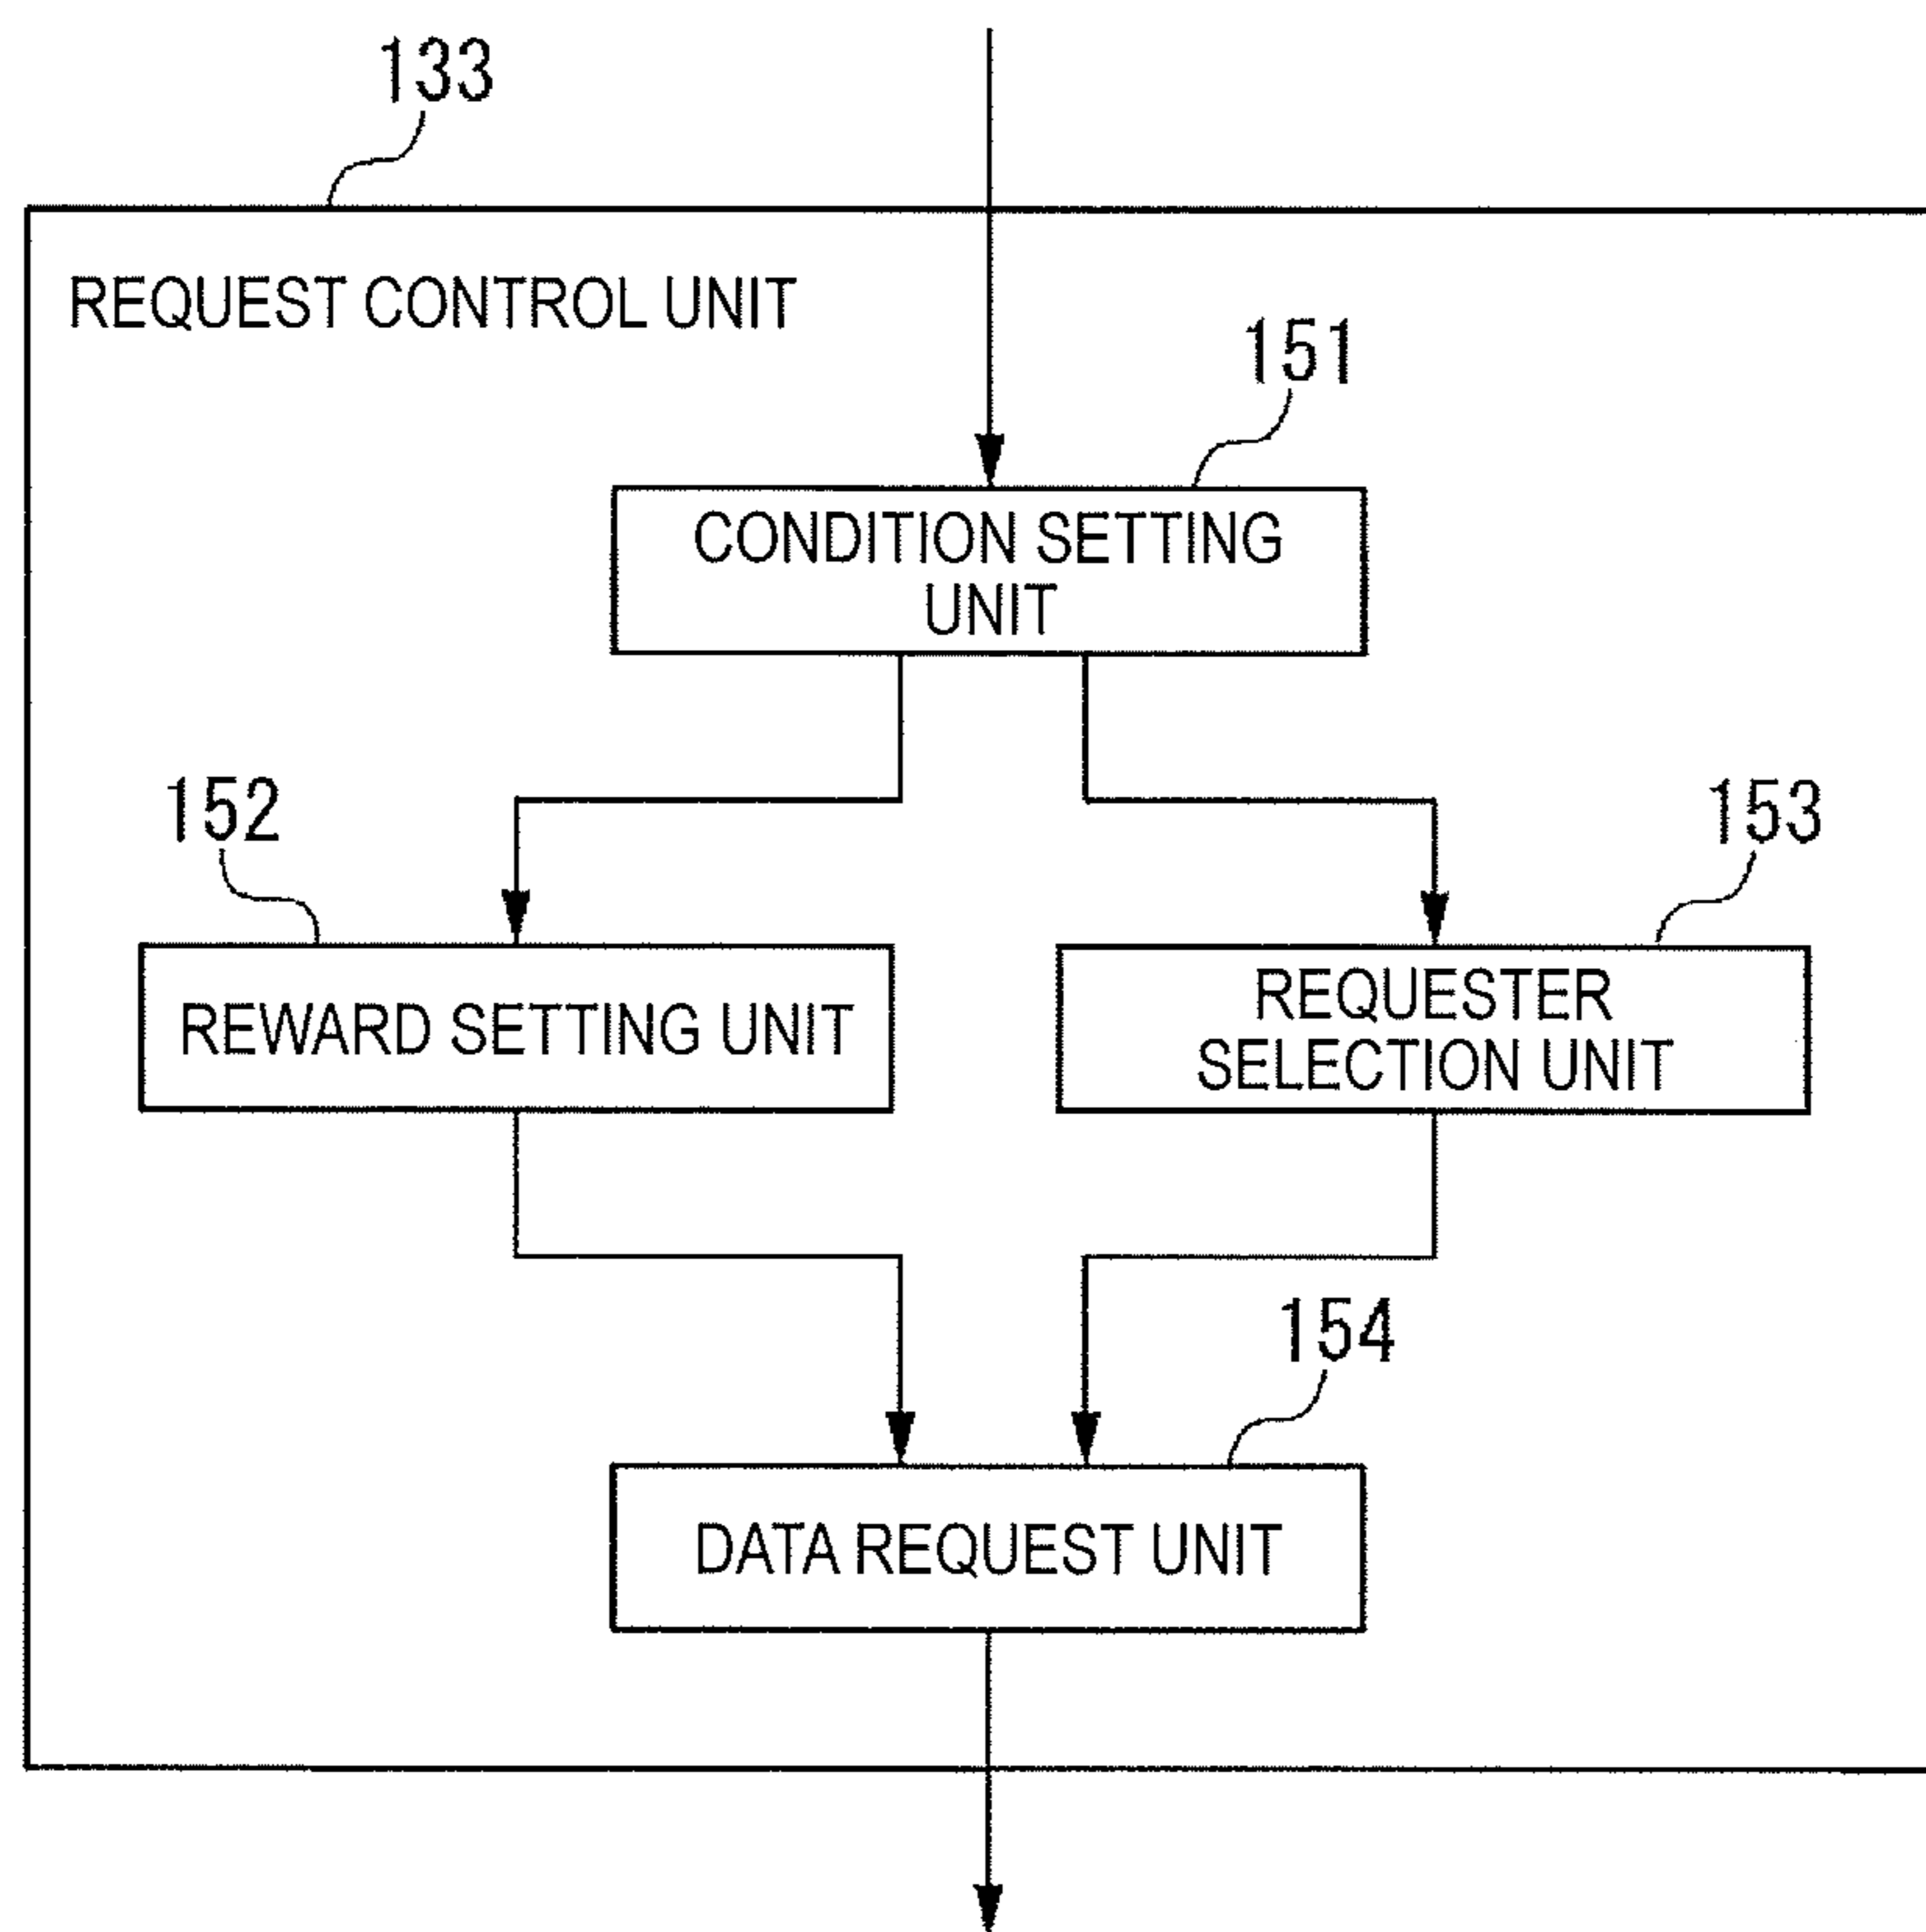 133
REQUEST CONTROL UNIT
151
CONDITION SETTING
UNIT
152
153
REWARD SETTING UNIT
REQUESTER
SELECTION UNIT
154
DATA REQUEST UNIT